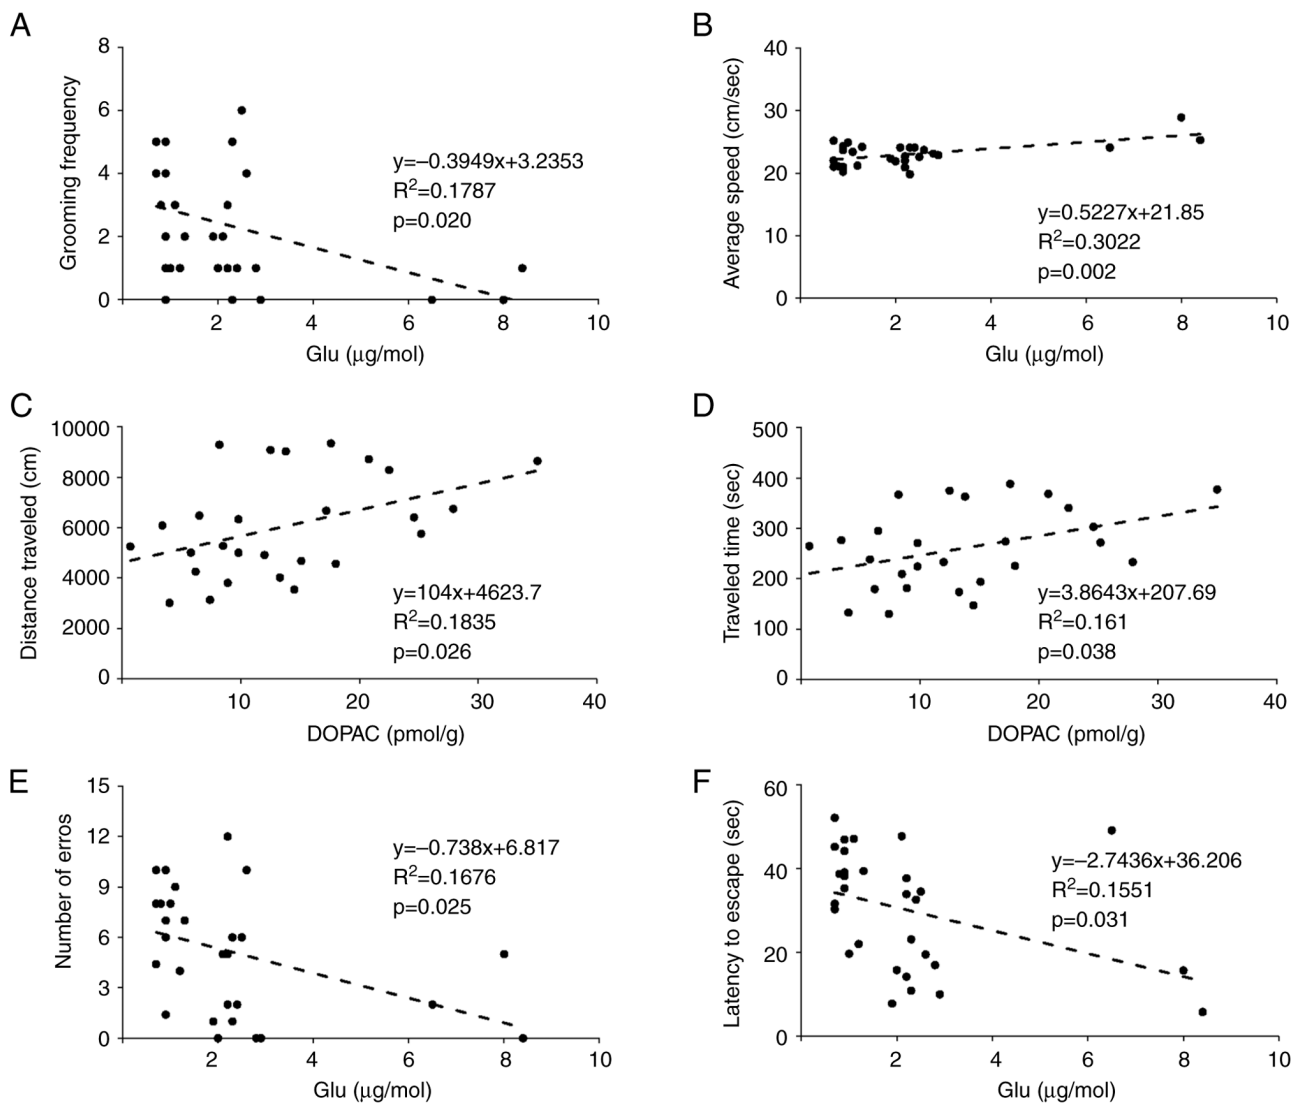 A
Grooming frequency
8
6
4
2
0
y=–0.3949x+3.2353
R2=0.1787
p=0.020
2 4 6 8 10
Glu (µg/mol)
B
Average speed (cm/sec)
40
30
20
10
0
y=0.5227x+21.85
R2=0.3022
p=0.002
2 4 6 8 10
Glu (µg/mol)
C
Distance traveled (cm)
10000
8000
6000
4000
2000
0
y=104x+4623.7
R2=0.1835
p=0.026
10 20 30 40
DOPAC (pmol/g)
D
Traveled time (sec)
500
400
300
200
100
0
y=3.8643x+207.69
R2=0.161
p=0.038
10 20 30 40
DOPAC (pmol/g)
E
Number of erros
15
12
9
6
3
0
y=–0.738x+6.817
R2=0.1676
p=0.025
2 4 6 8 10
Glu (µg/mol)
F
Latency to escape (sec)
60
40
20
0
y=–2.7436x+36.206
R2=0.1551
p=0.031
2 4 6 8 10
Glu (µg/mol)